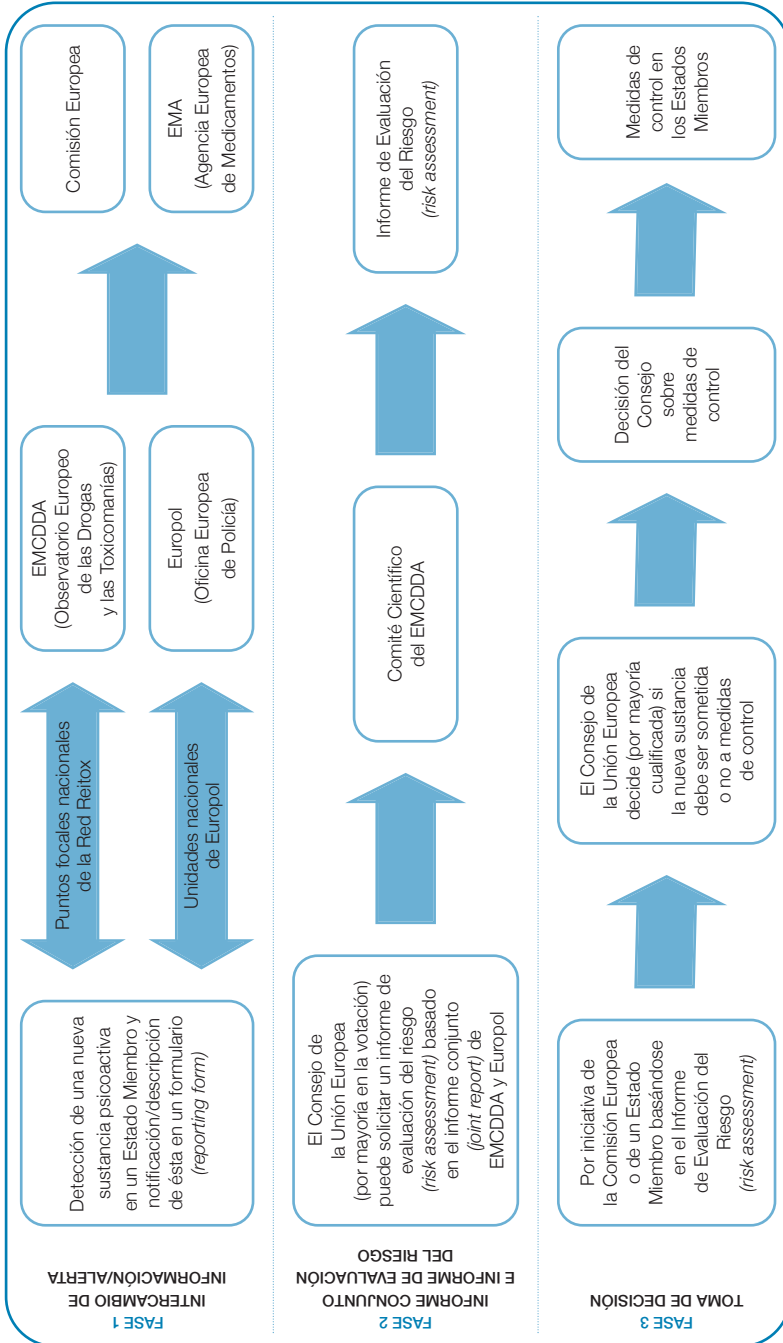 FASE 1
INTERCAMBIO DE
INFORMACIÓN/ALERTA
Detección de una nueva
sustancia psicoactiva
en un Estado Miembro y
notificación/descripción
de ésta en un formulario
(reporting form)
Puntos focales nacionales
de la Red Reitox
Unidades nacionales
de Europol
EMCDDA
(Observatorio Europeo
de las Drogas
y las Toxicomanías)
Europol
(Oficina Europea
de Policía)
Comisión Europea
EMA
(Agencia Europea
de Medicamentos)
FASE 2
INFORME CONJUNTO
E INFORME DE EVALUACIÓN
DEL RIESGO
El Consejo de
la Unión Europea
(por mayoría en la votación)
puede solicitar un informe de
evaluación del riesgo
(risk assessment) basado
en el informe conjunto
(joint report) de
EMCDDA y Europol
Comité Científico
del EMCDDA
Informe de Evaluación
del Riesgo
(risk assessment)
FASE 3
TOMA DE DECISIÓN
Por iniciativa de
la Comisión Europea
o de un Estado
Miembro basándose
en el Informe
de Evaluación del
Riesgo
(risk assessment)
El Consejo de
la Unión Europea
decide (por mayoría
cualificada) si
la nueva sustancia
debe ser sometida
o no a medidas
de control
Decisión del
Consejo
sobre
medidas de
control
Medidas de
control en
los Estados
Miembros